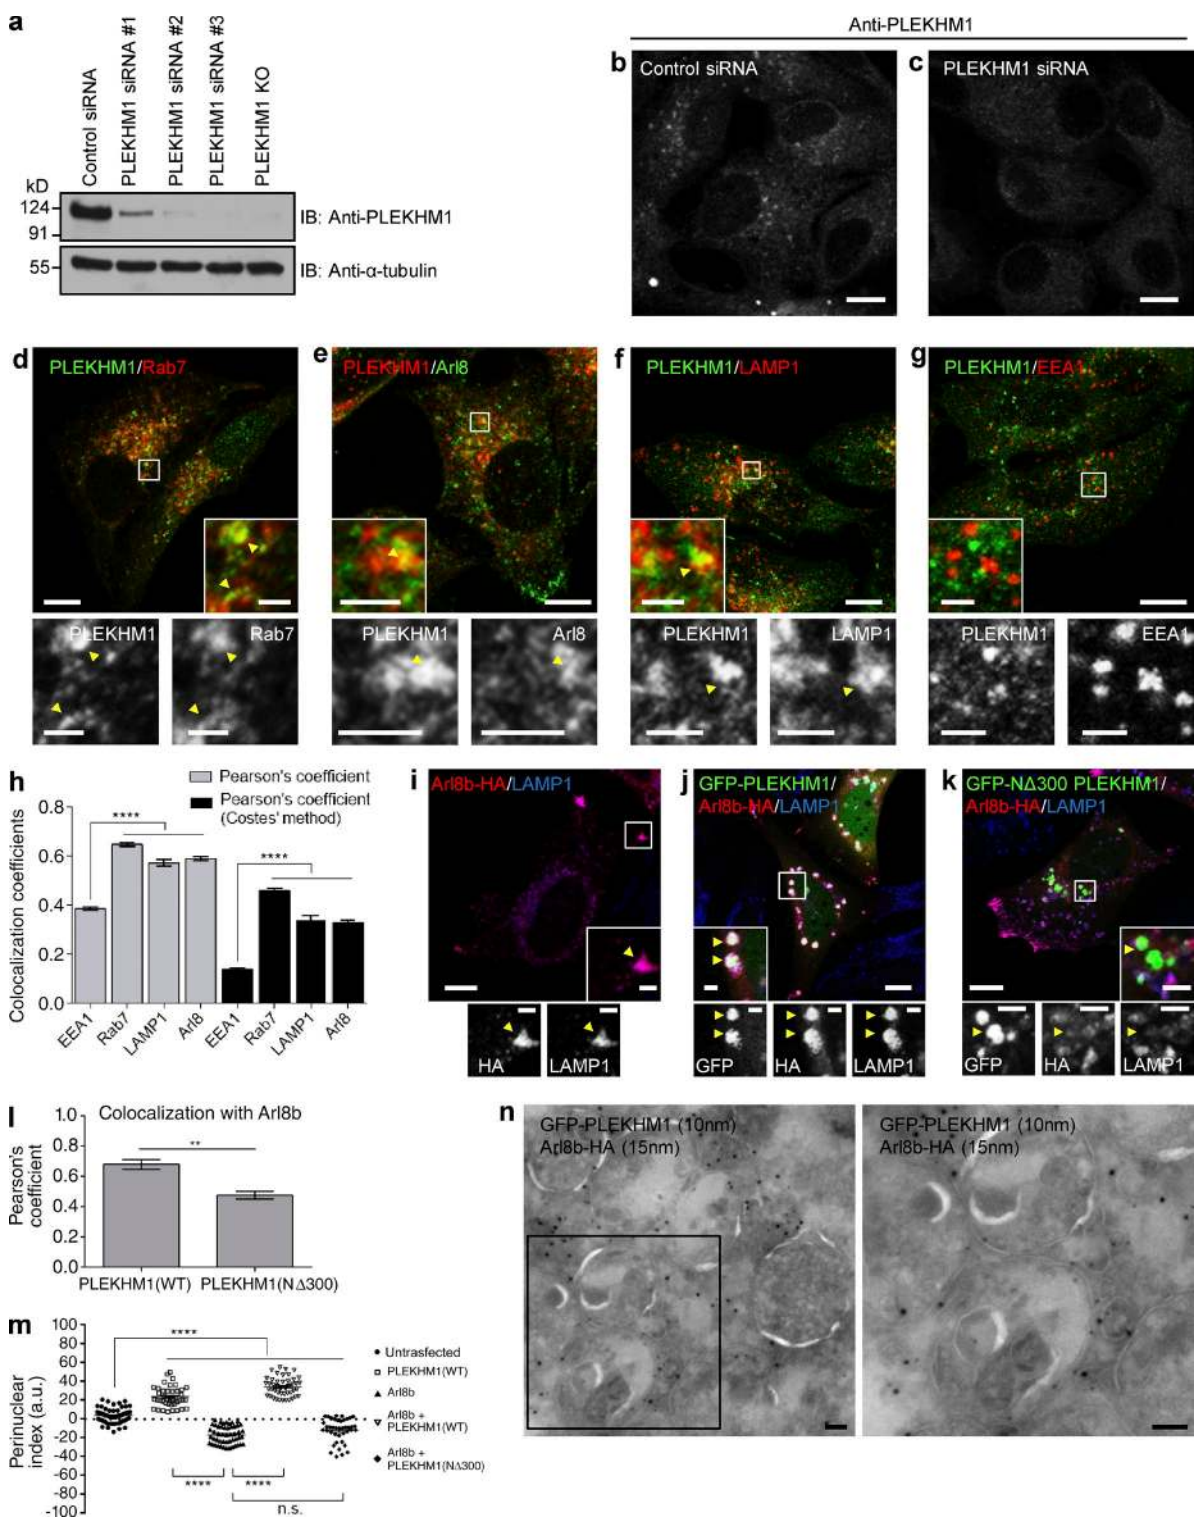 a
Control siRNA
PLEKHM1 siRNA #1
PLEKHM1 siRNA #2
PLEKHM1 siRNA #3
PLEKHM1 KO
kD
124
91
IB: Anti-PLEKHM1
55
IB: Anti-α-tubulin
Anti-PLEKHM1
b
Control siRNA
c
PLEKHM1 siRNA
d
PLEKHM1/Rab7
PLEKHM1
Rab7
e
PLEKHM1/Arl8
PLEKHM1
Arl8
f
PLEKHM1/LAMP1
PLEKHM1
LAMP1
g
PLEKHM1/EEA1
PLEKHM1
EEA1
h
Pearson's coefficient
Pearson's coefficient
(Costes' method)
Colocalization coefficients
0.8
0.6
0.4
0.2
0.0
****
****
EEA1
Rab7
LAMP1
Arl8
EEA1
Rab7
LAMP1
Arl8
i
Arl8b-HA/LAMP1
HA
LAMP1
j
GFP-PLEKHM1/
Arl8b-HA/LAMP1
GFP
HA
LAMP1
k
GFP-NΔ300 PLEKHM1/
Arl8b-HA/LAMP1
GFP
HA
LAMP1
l
Colocalization with Arl8b
Pearson's
coefficient
1.0
0.8
0.6
0.4
0.2
0.0
**
PLEKHM1(WT)
PLEKHM1(NΔ300)
m
Perinuclear
index (a.u.)
100
80
60
40
20
0
-20
-40
-60
-80
-100
****
****
****
n.s.
Untrasfected
PLEKHM1(WT)
Arl8b
Arl8b +
PLEKHM1(WT)
Arl8b +
PLEKHM1(NΔ300)
n
GFP-PLEKHM1 (10nm)
Arl8b-HA (15nm)
GFP-PLEKHM1 (10nm)
Arl8b-HA (15nm)